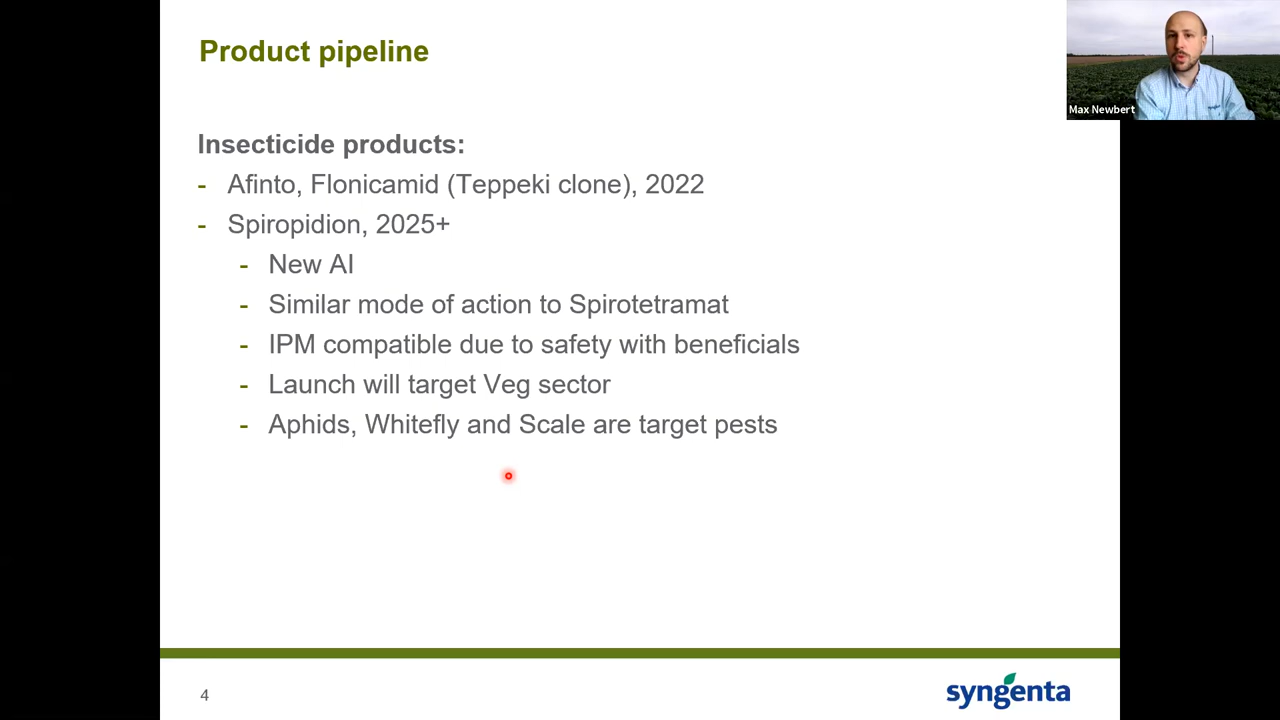 Product pipeline
Max Newbert
Insecticide products:
- Afinto, Flonicamid (Teppeki clone), 2022
- Spiropidion, 2025+
- New AI
- Similar mode of action to Spirotetramat
- IPM compatible due to safety with beneficials
- Launch will target Veg sector
- Aphids, Whitefly and Scale are target pests
4
syngenta